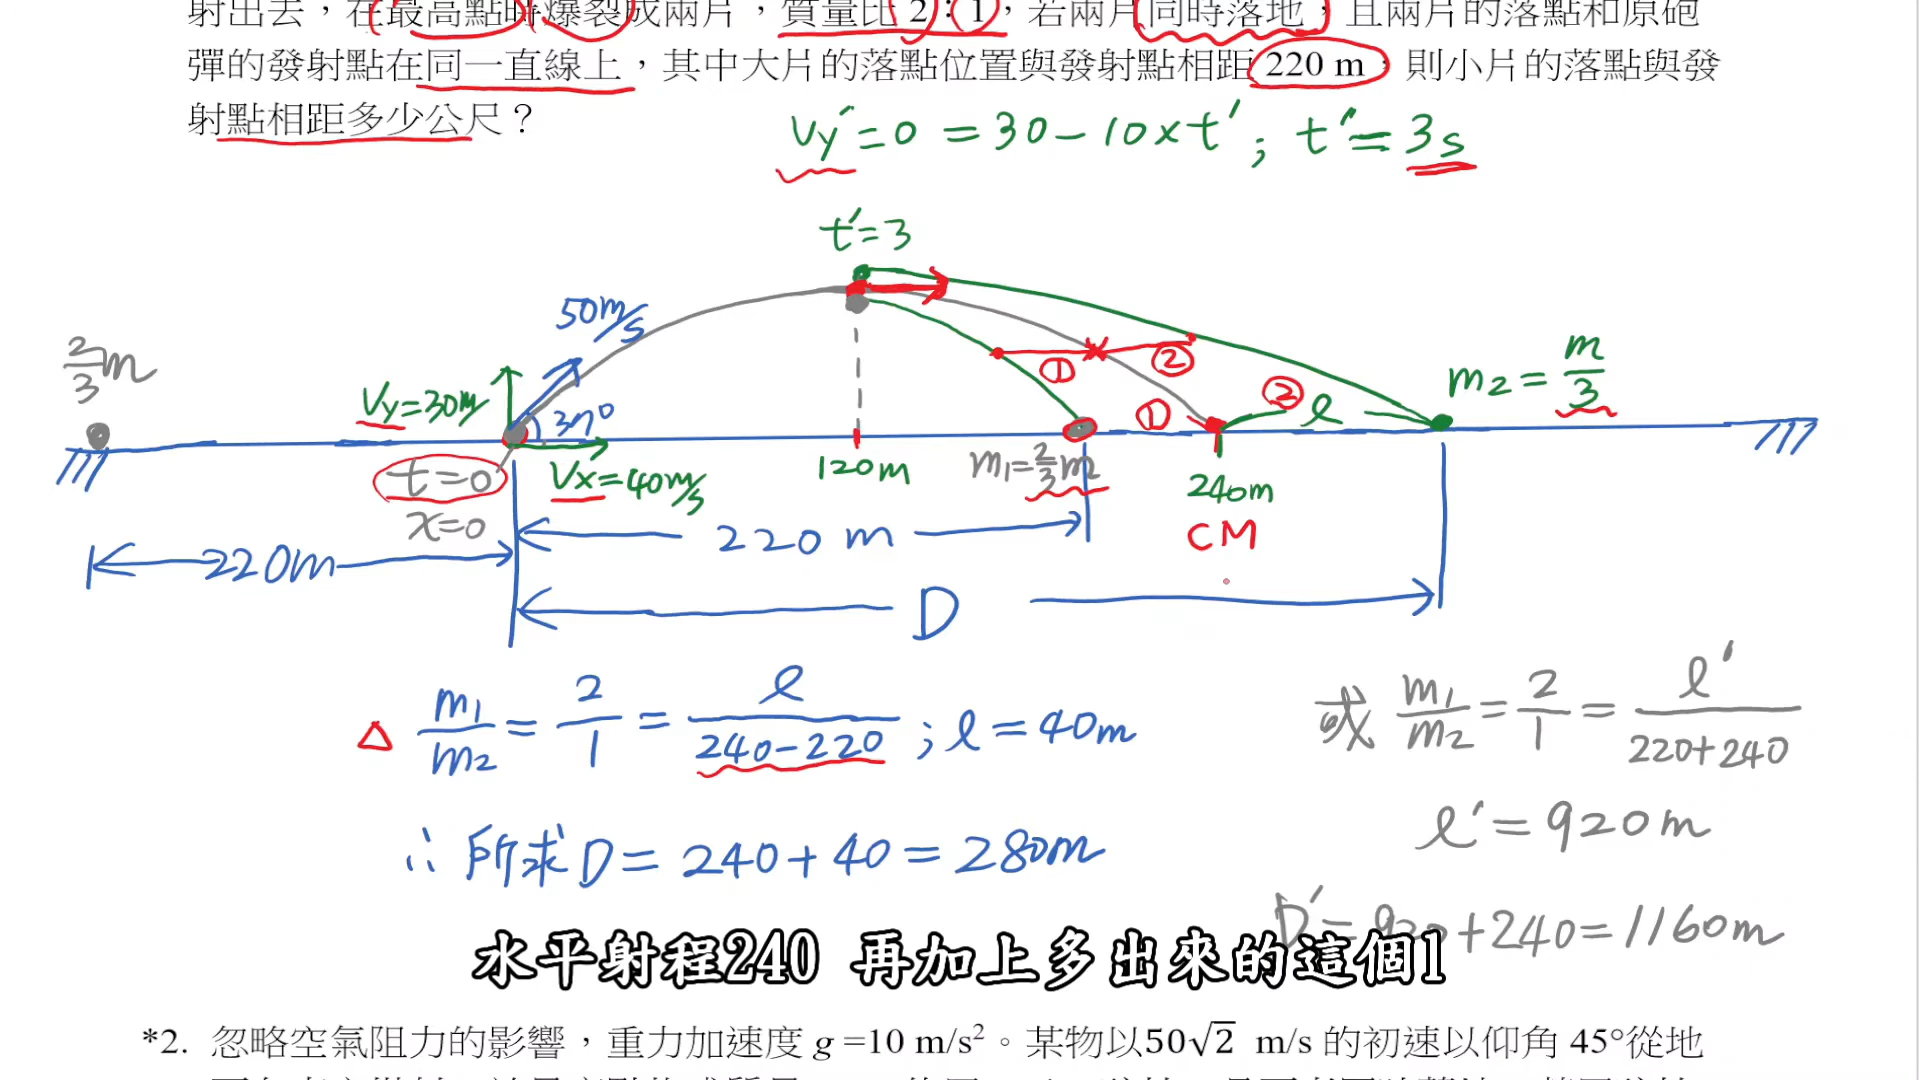 射出去，在最高點時爆裂成兩片，質量比 2：1，若兩片同時落地，且兩片的落點和原砲
彈的發射點在同一直線上，其中大片的落點位置與發射點相距 220 m，則小片的落點與發
射點相距多少公尺？
Vy'=0 = 30-10xt' ; t'= 3s
t'=3
50m/s
2/3 m
Vy=30m/s
37°
① ②
① ② l
m2 = m/3
t=0
Vx=40m/s
120m
m1=2/3 m
240m
x=0
CM
220m
220 m
D
△ m1/m2 = 2/1 = l/(240-220) ; l = 40m
或 m1/m2 = 2/1 = l'/(220+240)
l' = 920m
∴ 所求 D = 240+40 = 280m
D'= 920+240=1160m
水平射程240 再加上多出來的這個l
*2. 忽略空氣阻力的影響，重力加速度 g =10 m/s²。某物以50√2 m/s 的初速以仰角 45°從地